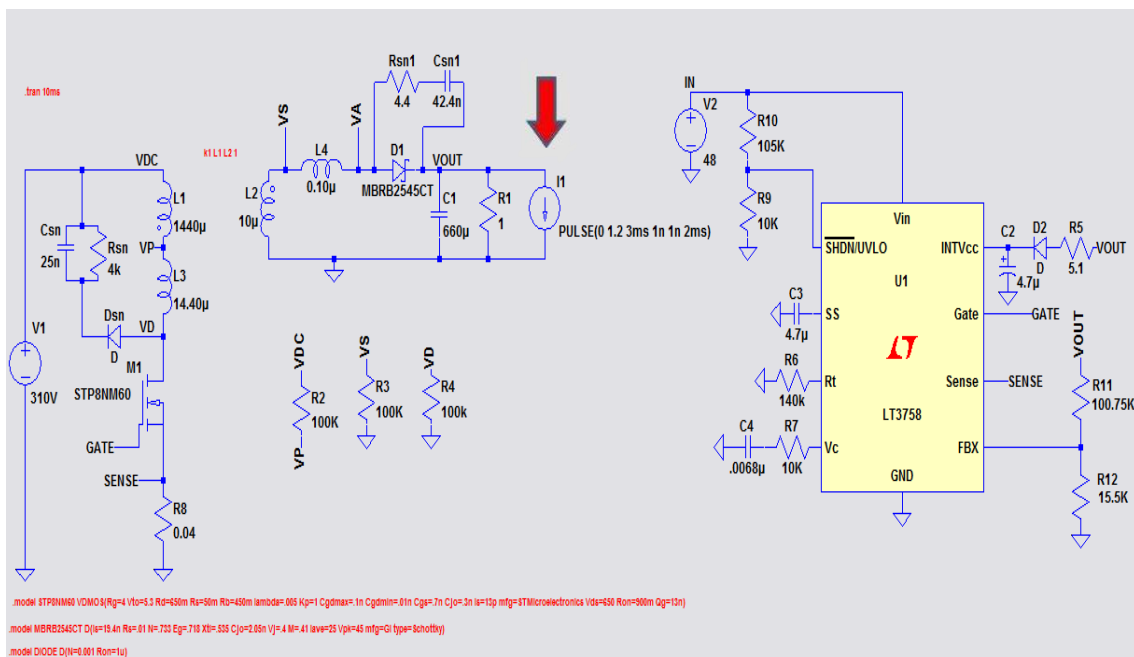 .tran 10ms
k1 L1 L2 1
VDC
L1
1440µ
VP
Csn
25n
Rsn
4k
L3
14.40µ
Dsn
D
VD
V1
310V
M1
STP8NM60
GATE
SENSE
R8
0.04
Rsn1
4.4
Csn1
42.4n
VS
VA
L4
0.10µ
D1
MBRB2545CT
VOUT
L2
10µ
C1
660µ
R1
1
I1
PULSE(0 1.2 3ms 1n 1n 2ms)
VDC
R2
100K
VP
VS
R3
100K
VD
R4
100k
IN
V2
48
R10
105K
R9
10K
Vin
SHDN/UVLO
INTVcc
U1
SS
Gate
Rt
Sense
LT3758
Vc
FBX
GND
C2
4.7µ
D2
D
R5
5.1
VOUT
C3
4.7µ
GATE
R6
140k
SENSE
C4
.0068µ
R7
10K
VOUT
R11
100.75K
R12
15.5K
.model STP8NM60 VDMOS(Rg=4 Vto=5.3 Rd=650m Rs=50m Rb=450m lambda=.005 Kp=1 Cgdmax=.1n Cgdmin=.01n Cgs=.7n Cjo=.3n Is=13p mfg=STMicroelectronics Vds=650 Ron=900m Qg=13n)
.model MBRB2545CT D(Is=19.4n Rs=.01 N=.733 Eg=.718 Xti=.535 Cjo=2.05n Vj=.4 M=.41 Iave=25 Vpk=45 mfg=GI type=Schottky)
.model DIODE D(N=0.001 Ron=1u)